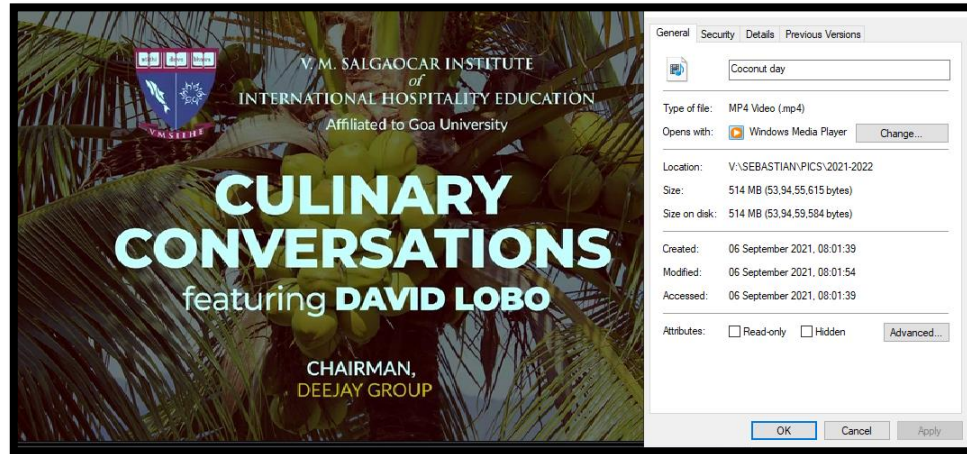 atithi devo bhava
VMSIIHE
V. M. SALGAOCAR INSTITUTE
of
INTERNATIONAL HOSPITALITY EDUCATION
Affiliated to Goa University
CULINARY
CONVERSATIONS
featuring DAVID LOBO
CHAIRMAN,
DEEJAY GROUP
General Security Details Previous Versions
Coconut day
Type of file: MP4 Video (.mp4)
Opens with: Windows Media Player Change...
Location: V:\SEBASTIAN\PICS\2021-2022
Size: 514 MB (53,94,55,615 bytes)
Size on disk: 514 MB (53,94,59,584 bytes)
Created: 06 September 2021, 08:01:39
Modified: 06 September 2021, 08:01:54
Accessed: 06 September 2021, 08:01:39
Attributes: Read-only Hidden Advanced...
OK Cancel Apply